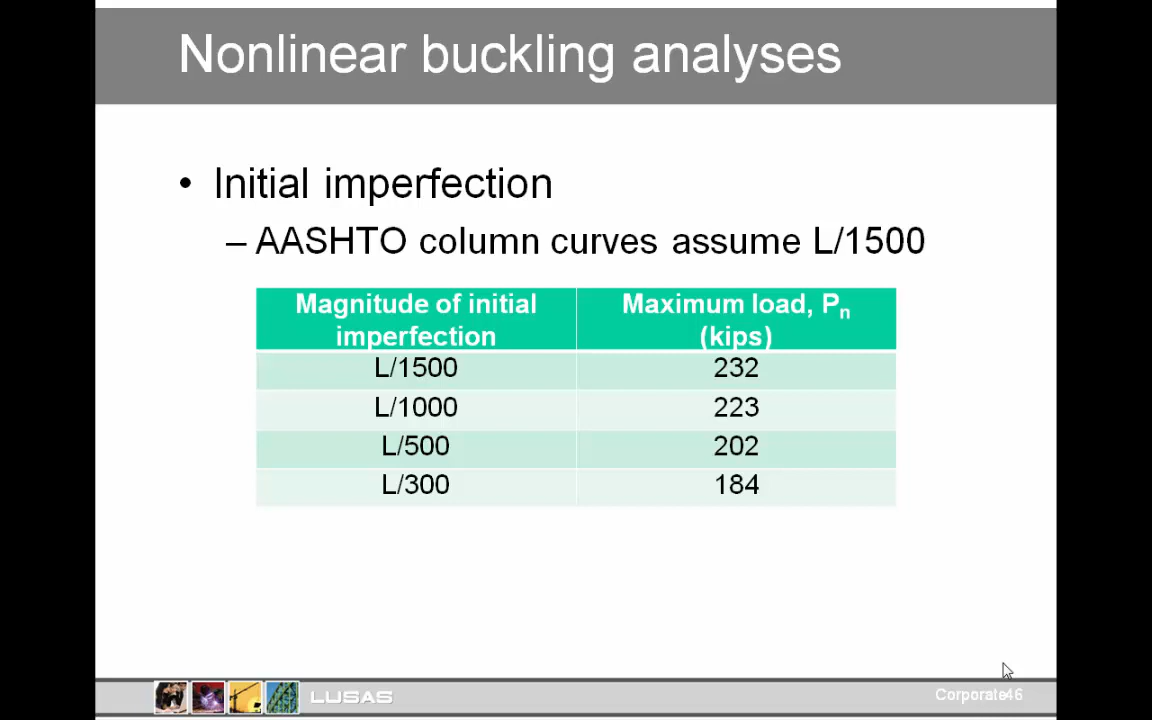 Nonlinear buckling analyses
• Initial imperfection
– AASHTO column curves assume L/1500
Magnitude of initial imperfection
Maximum load, Pn (kips)
L/1500 232
L/1000 223
L/500 202
L/300 184
LUSAS
Corporate46